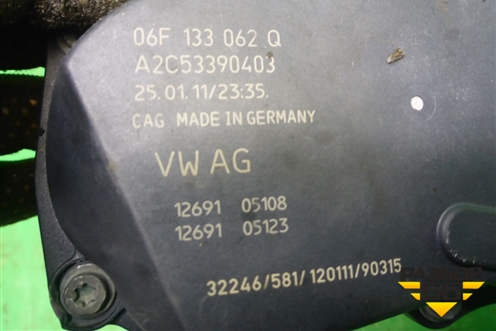 06F 133 062 Q
A2C53390403
25.01.11/23:35.
CAG MADE IN GERMANY
VW AG
12691 05108
12691 05123
32246/581/120111/90315